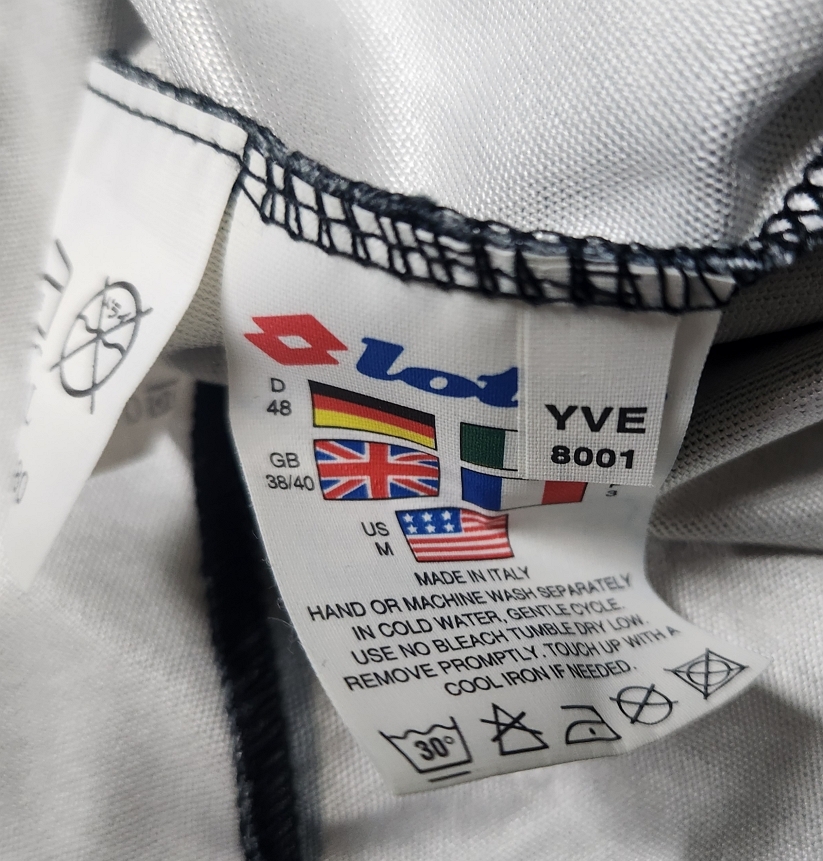 lot
YVE
8001
D
48
GB
38/40
F
3
US
M
MADE IN ITALY
HAND OR MACHINE WASH SEPARATELY
IN COLD WATER, GENTLE CYCLE.
USE NO BLEACH TUMBLE DRY LOW.
REMOVE PROMPTLY. TOUCH UP WITH A
COOL IRON IF NEEDED.
30°